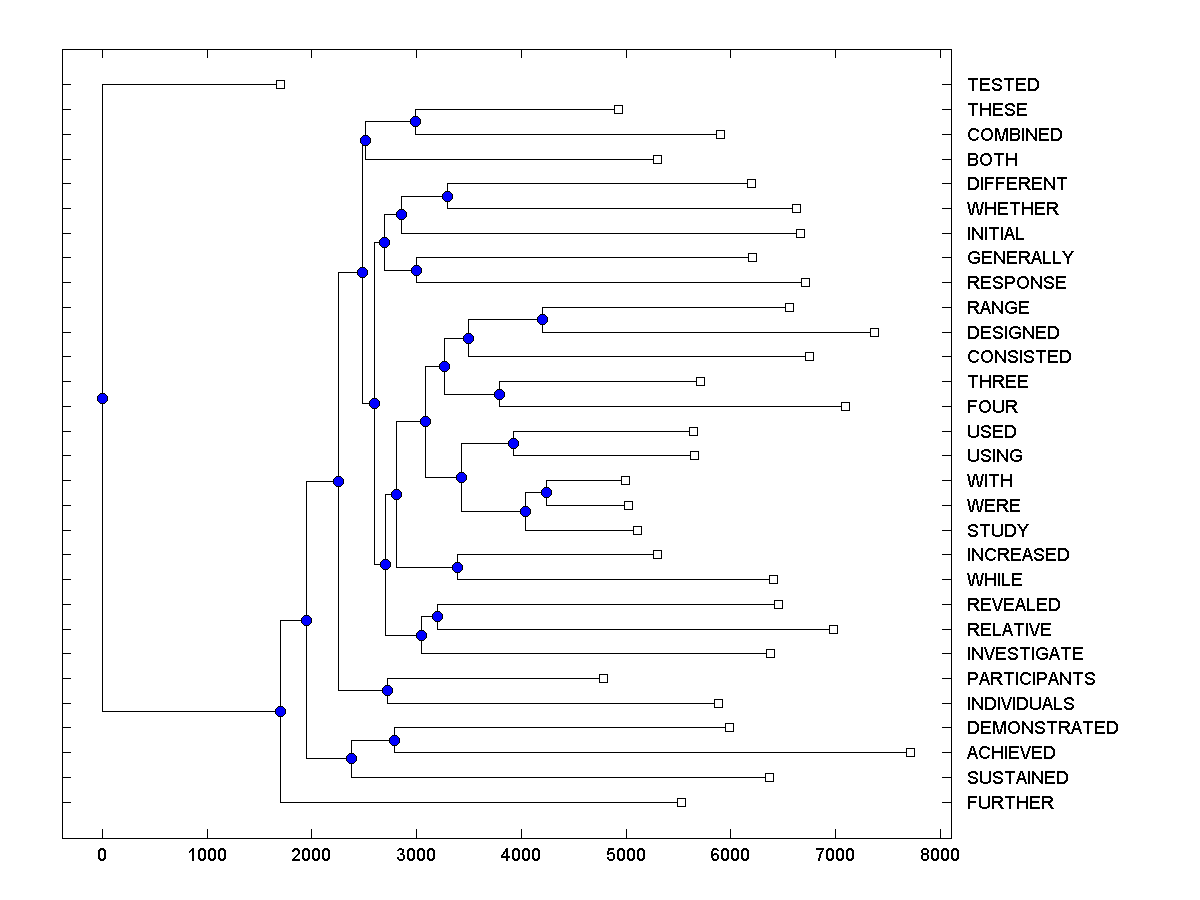 TESTED
THESE
COMBINED
BOTH
DIFFERENT
WHETHER
INITIAL
GENERALLY
RESPONSE
RANGE
DESIGNED
CONSISTED
THREE
FOUR
USED
USING
WITH
WERE
STUDY
INCREASED
WHILE
REVEALED
RELATIVE
INVESTIGATE
PARTICIPANTS
INDIVIDUALS
DEMONSTRATED
ACHIEVED
SUSTAINED
FURTHER
0 1000 2000 3000 4000 5000 6000 7000 8000